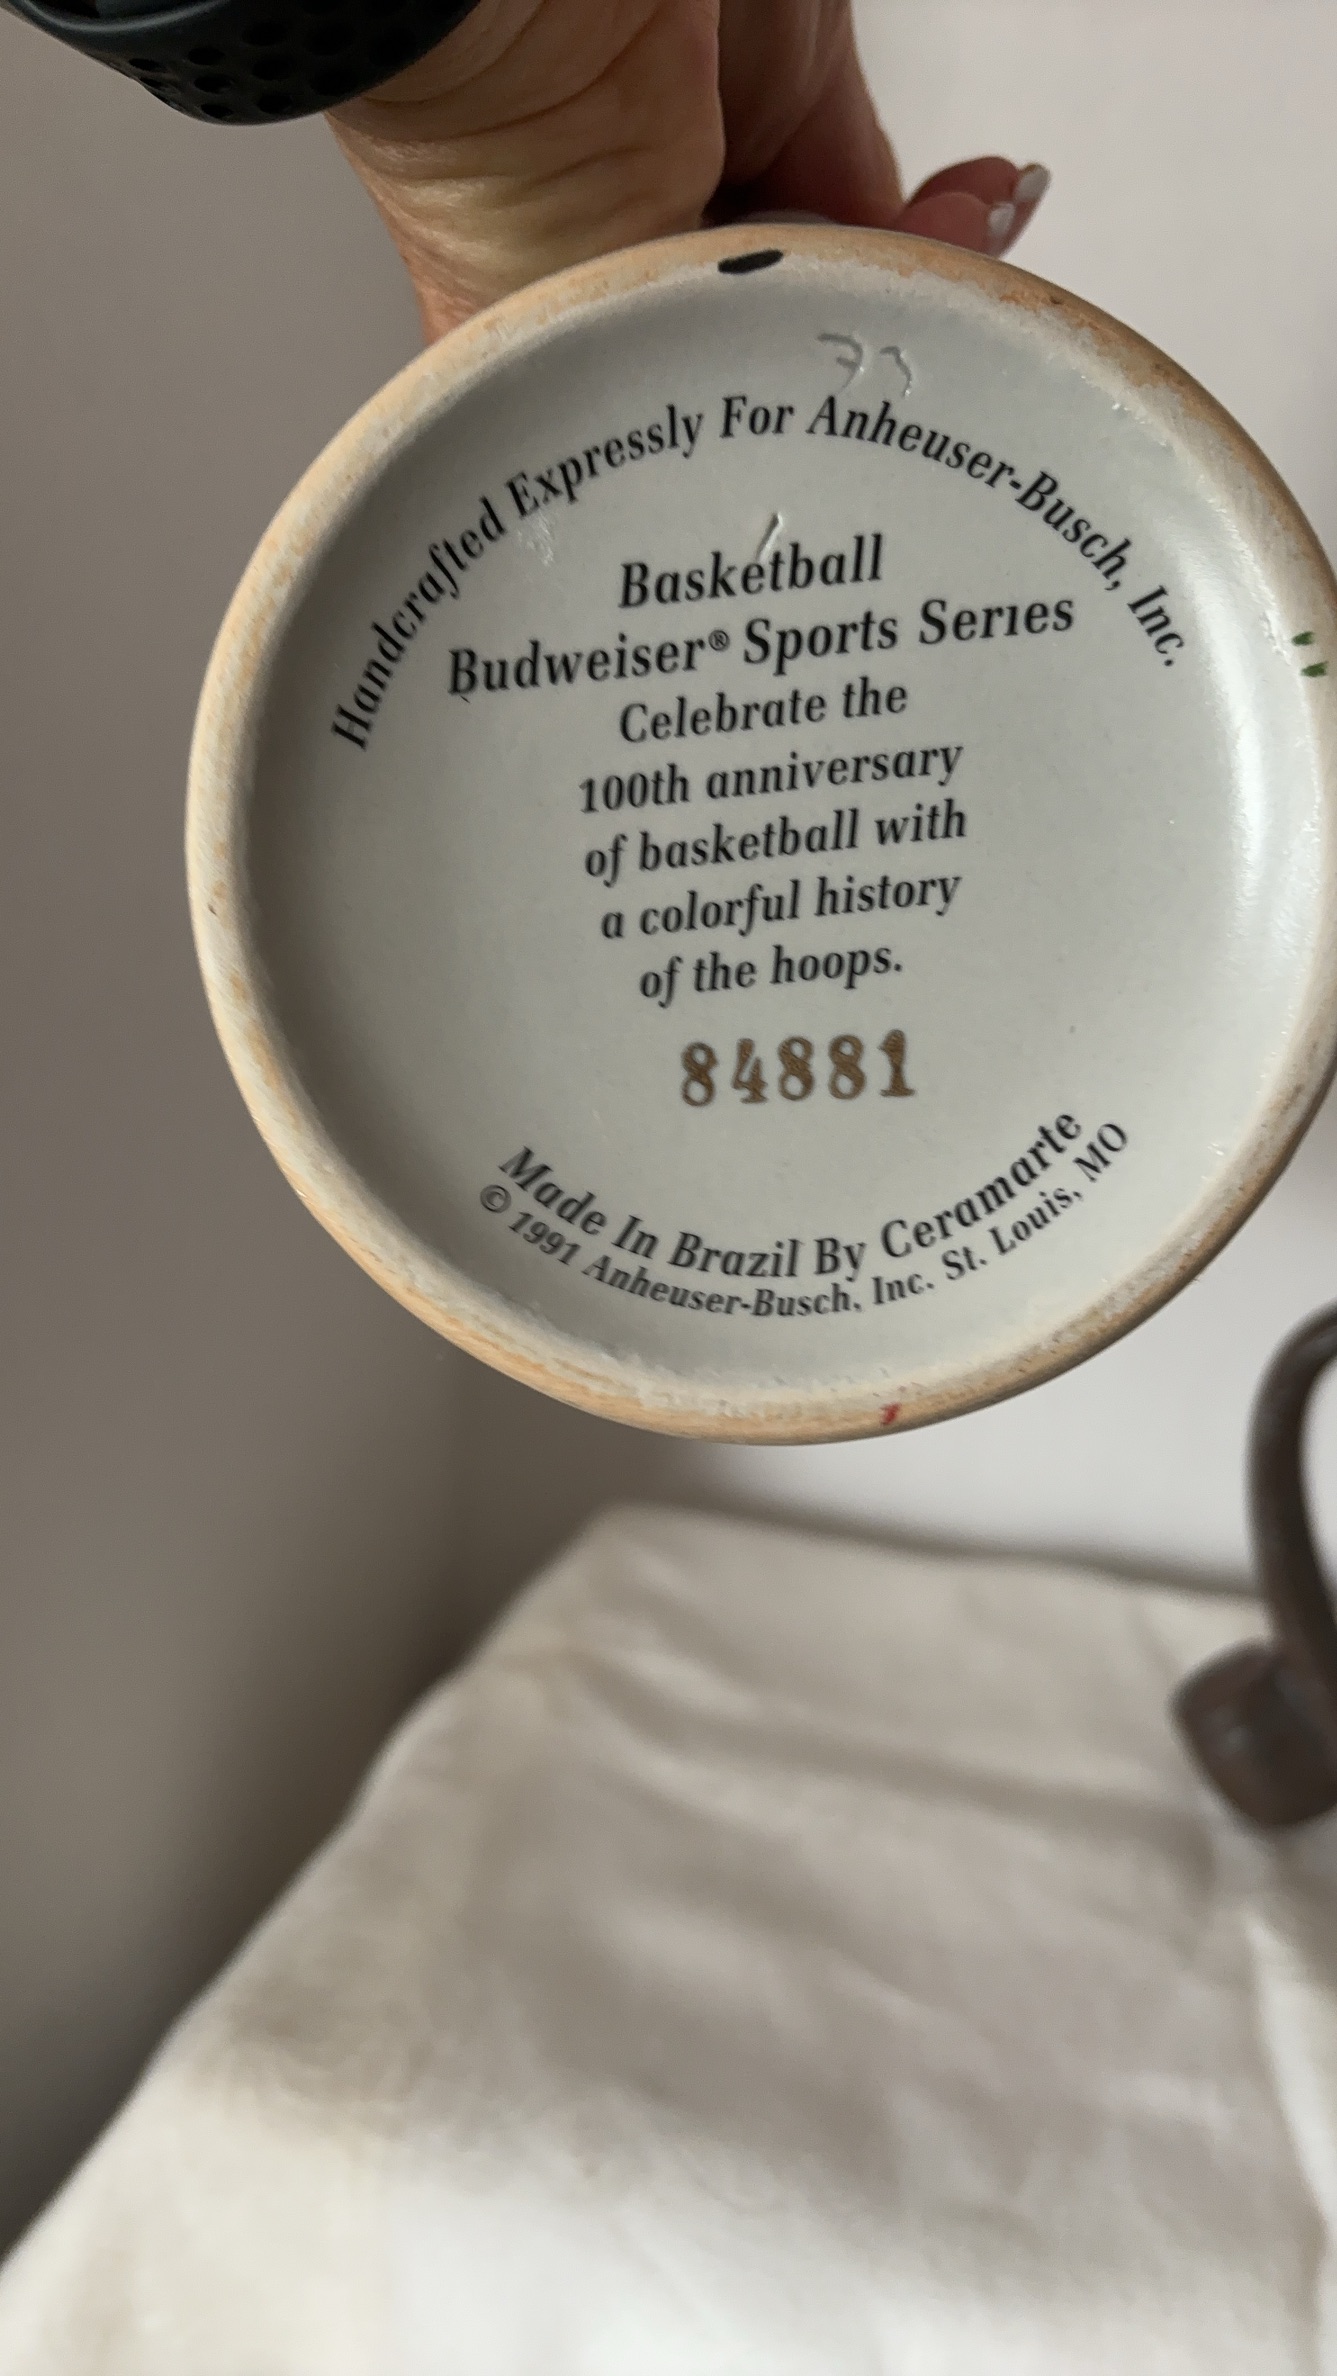 73
Handcrafted Expressly For Anheuser-Busch, Inc.
Basketball
Budweiser® Sports Series
Celebrate the
100th anniversary
of basketball with
a colorful history
of the hoops.
84881
Made In Brazil By Ceramarte
© 1991 Anheuser-Busch, Inc. St. Louis, MO